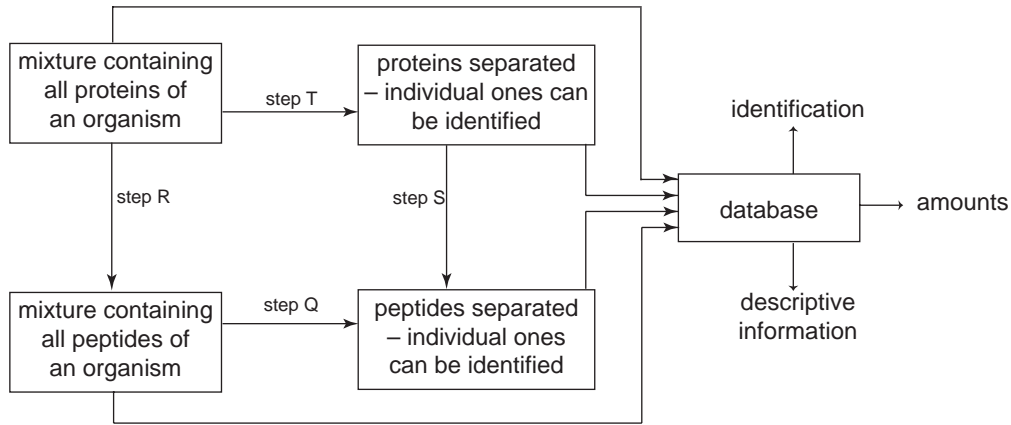 mixture containing
all proteins of
an organism
step T
proteins separated
– individual ones can
be identified
identification
step R
step S
database
amounts
mixture containing
all peptides of
an organism
step Q
peptides separated
– individual ones
can be identified
descriptive
information